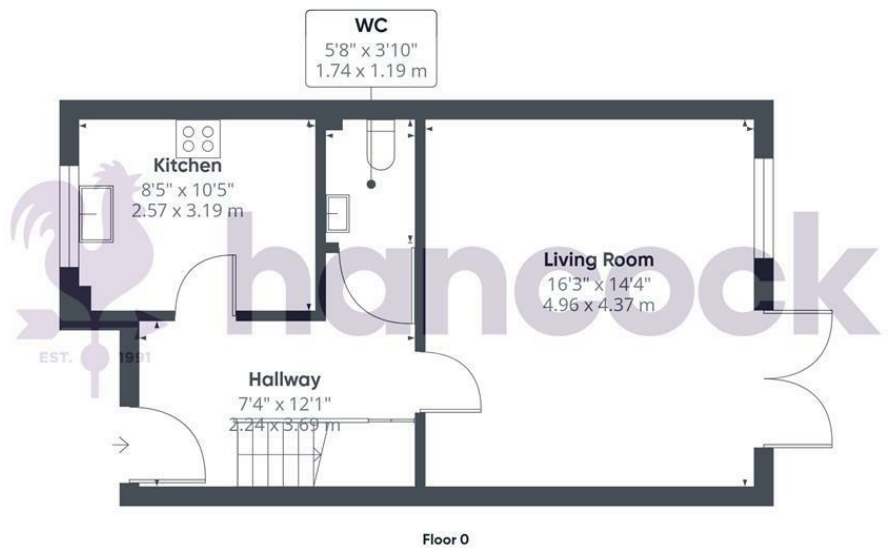 WC
5'8" x 3'10"
1.74 x 1.19 m
Kitchen
8'5" x 10'5"
2.57 x 3.19 m
hancock
EST. 1991
Living Room
16'3" x 14'4"
4.96 x 4.37 m
Hallway
7'4" x 12'1"
2.24 x 3.69 m
Floor 0